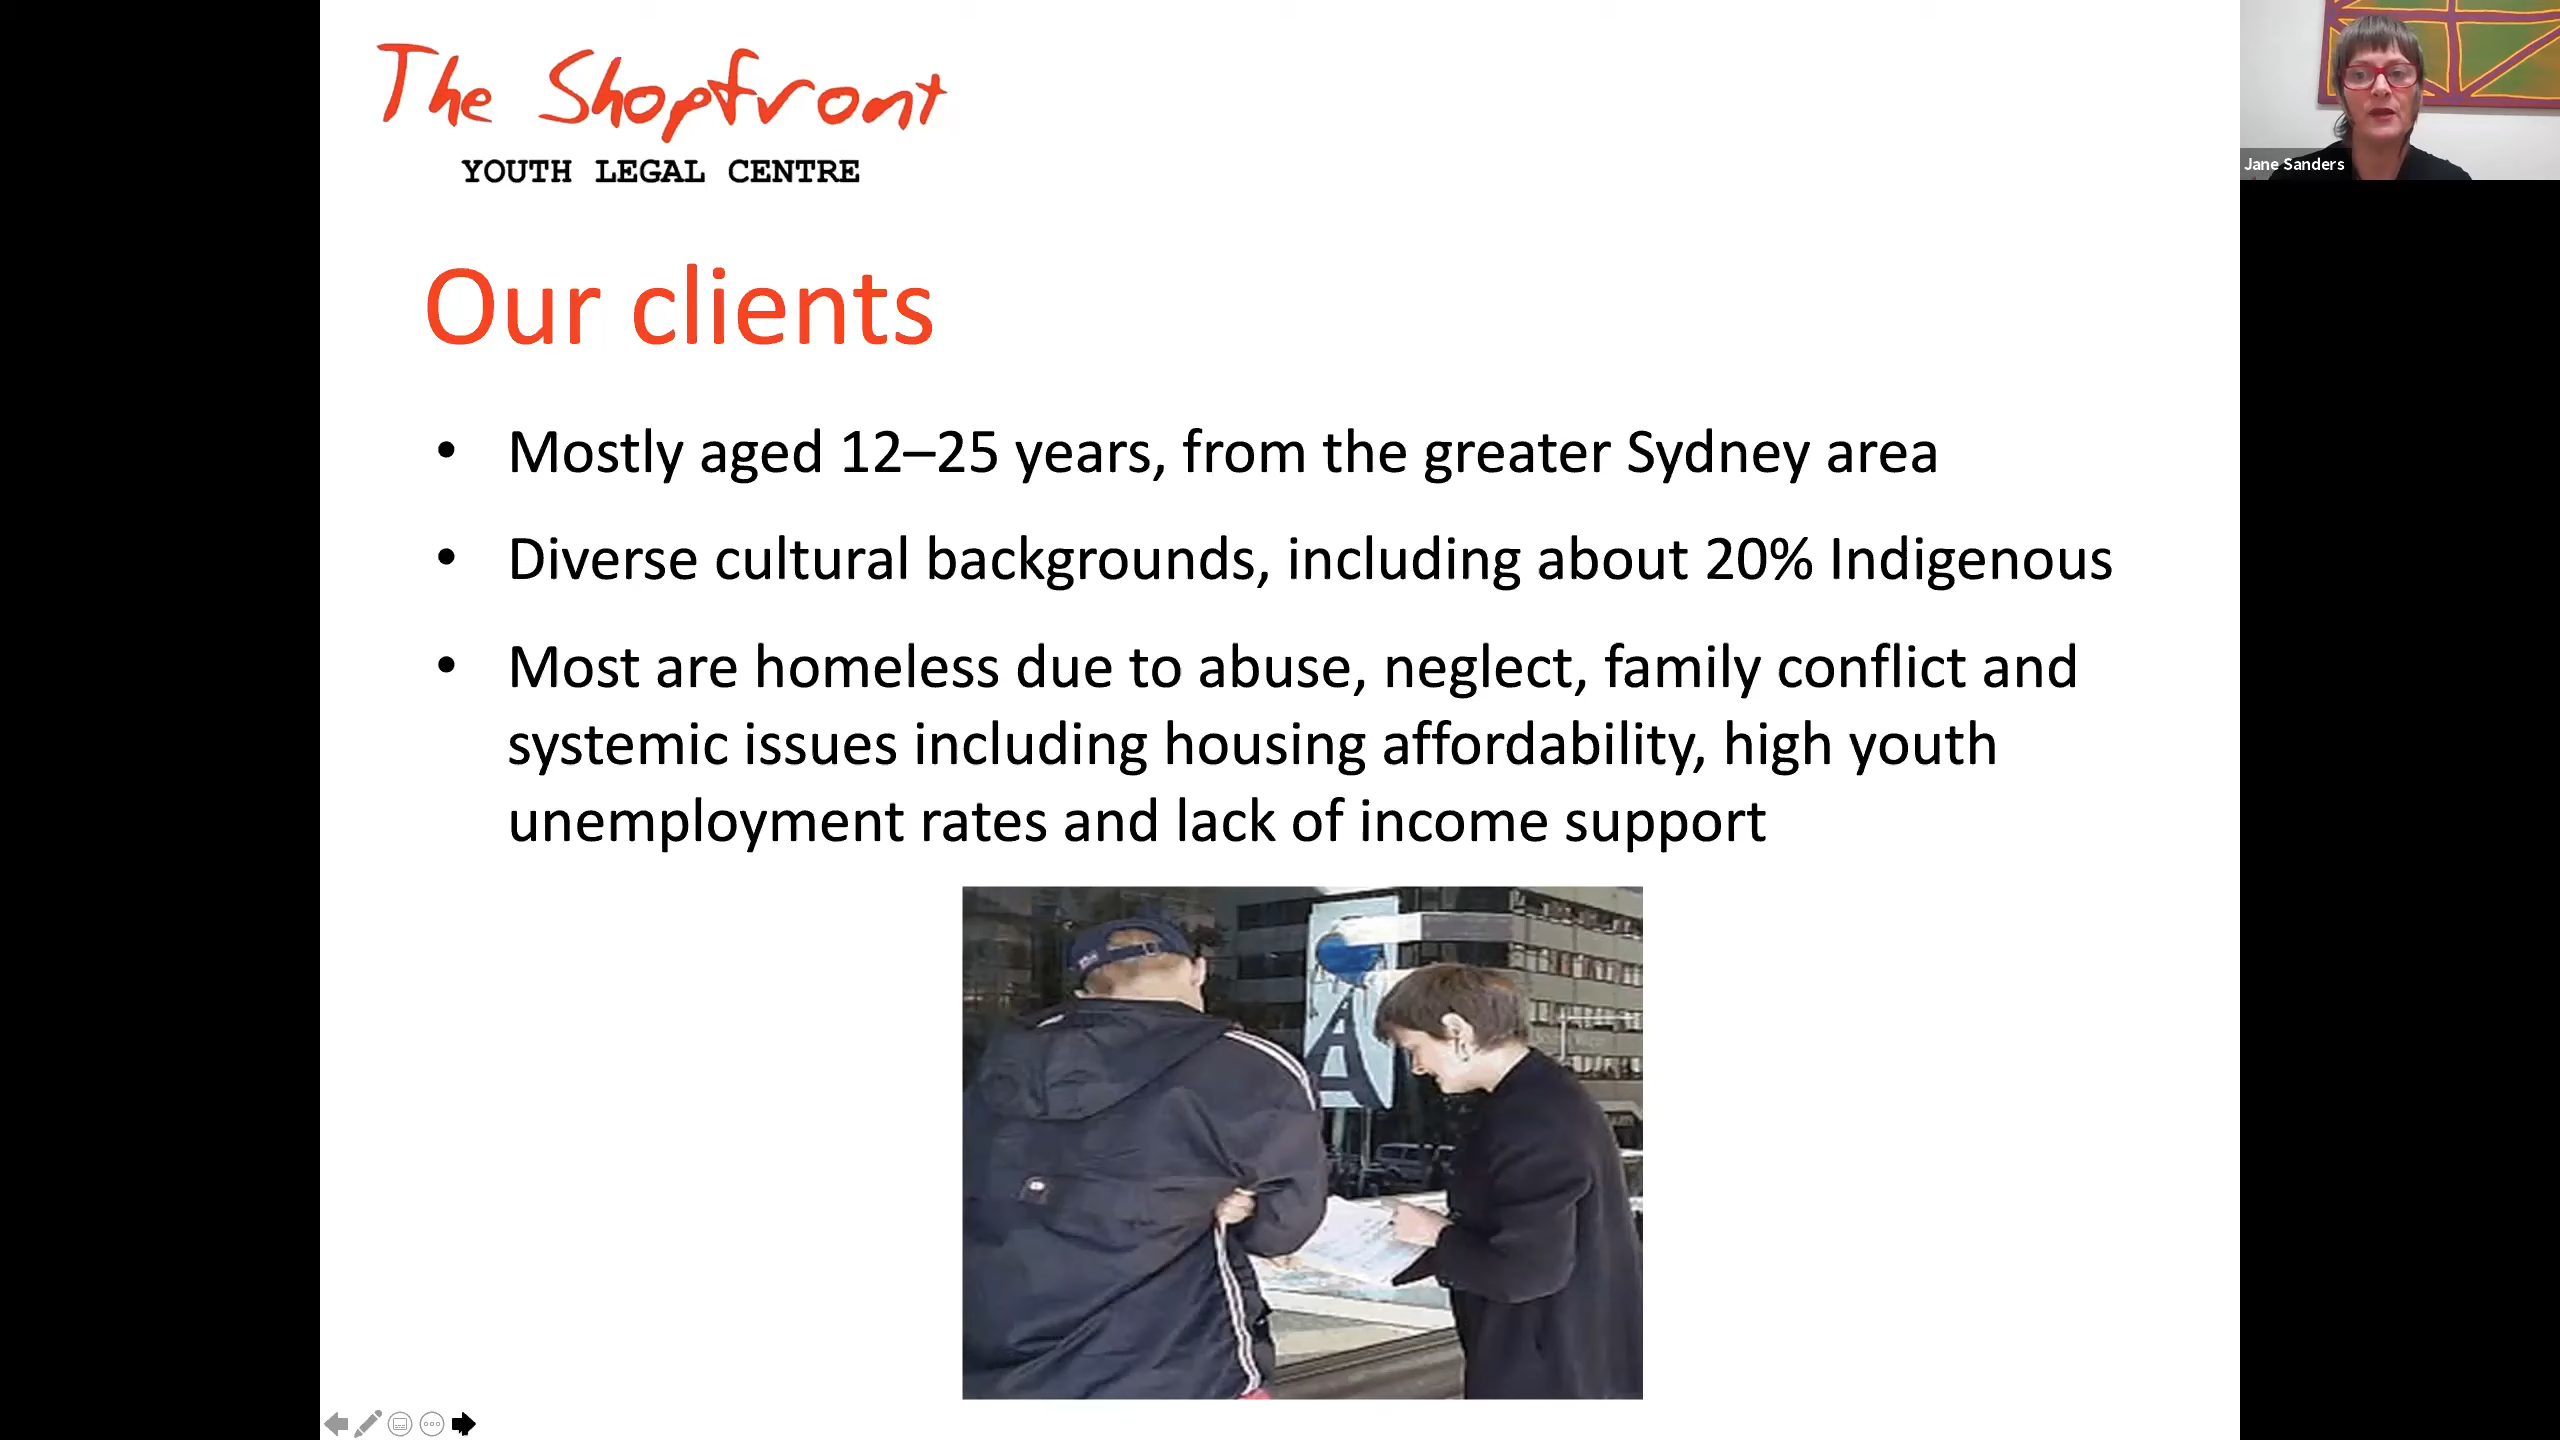 The Shopfront
YOUTH LEGAL CENTRE
Jane Sanders
Our clients
• Mostly aged 12–25 years, from the greater Sydney area
• Diverse cultural backgrounds, including about 20% Indigenous
• Most are homeless due to abuse, neglect, family conflict and
systemic issues including housing affordability, high youth
unemployment rates and lack of income support